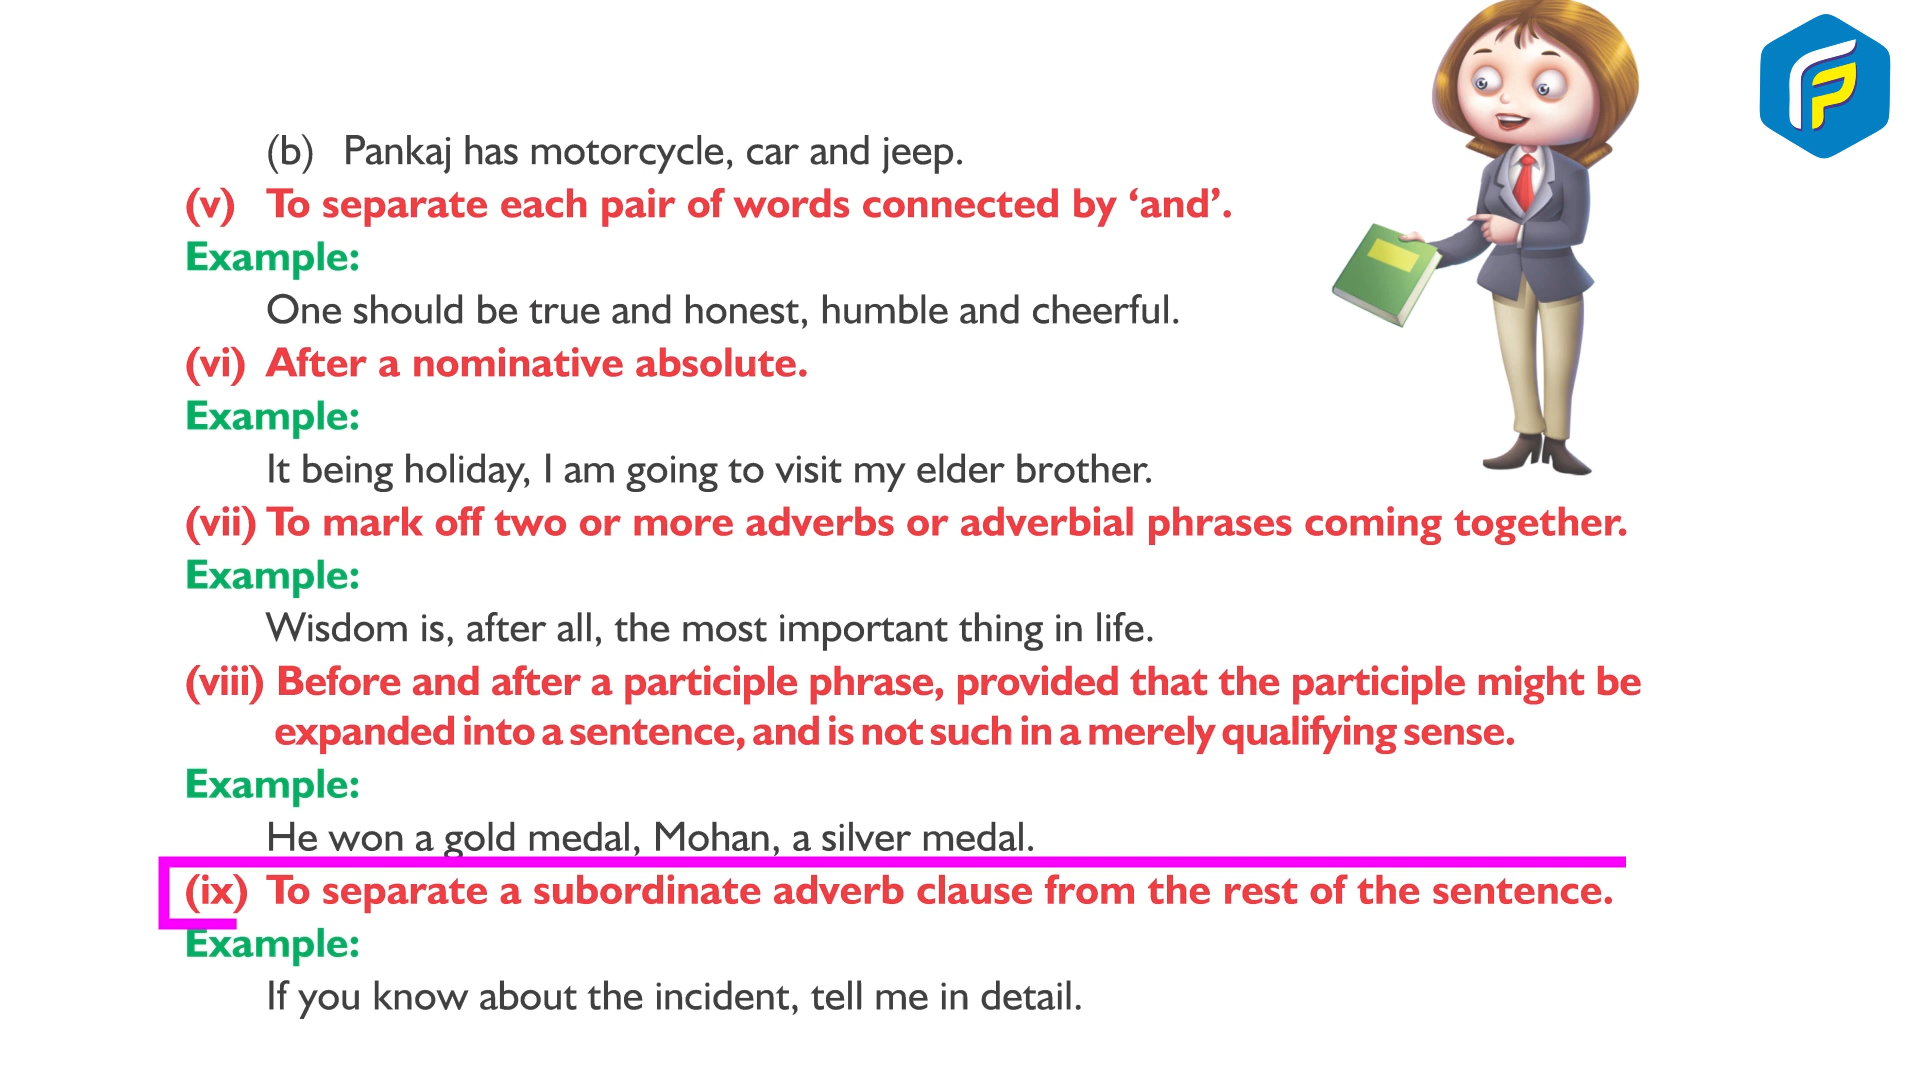 (b) Pankaj has motorcycle, car and jeep.
(v) To separate each pair of words connected by ‘and’.
Example:
One should be true and honest, humble and cheerful.
(vi) After a nominative absolute.
Example:
It being holiday, I am going to visit my elder brother.
(vii) To mark off two or more adverbs or adverbial phrases coming together.
Example:
Wisdom is, after all, the most important thing in life.
(viii) Before and after a participle phrase, provided that the participle might be
expanded into a sentence, and is not such in a merely qualifying sense.
Example:
He won a gold medal, Mohan, a silver medal.
(ix) To separate a subordinate adverb clause from the rest of the sentence.
Example:
If you know about the incident, tell me in detail.